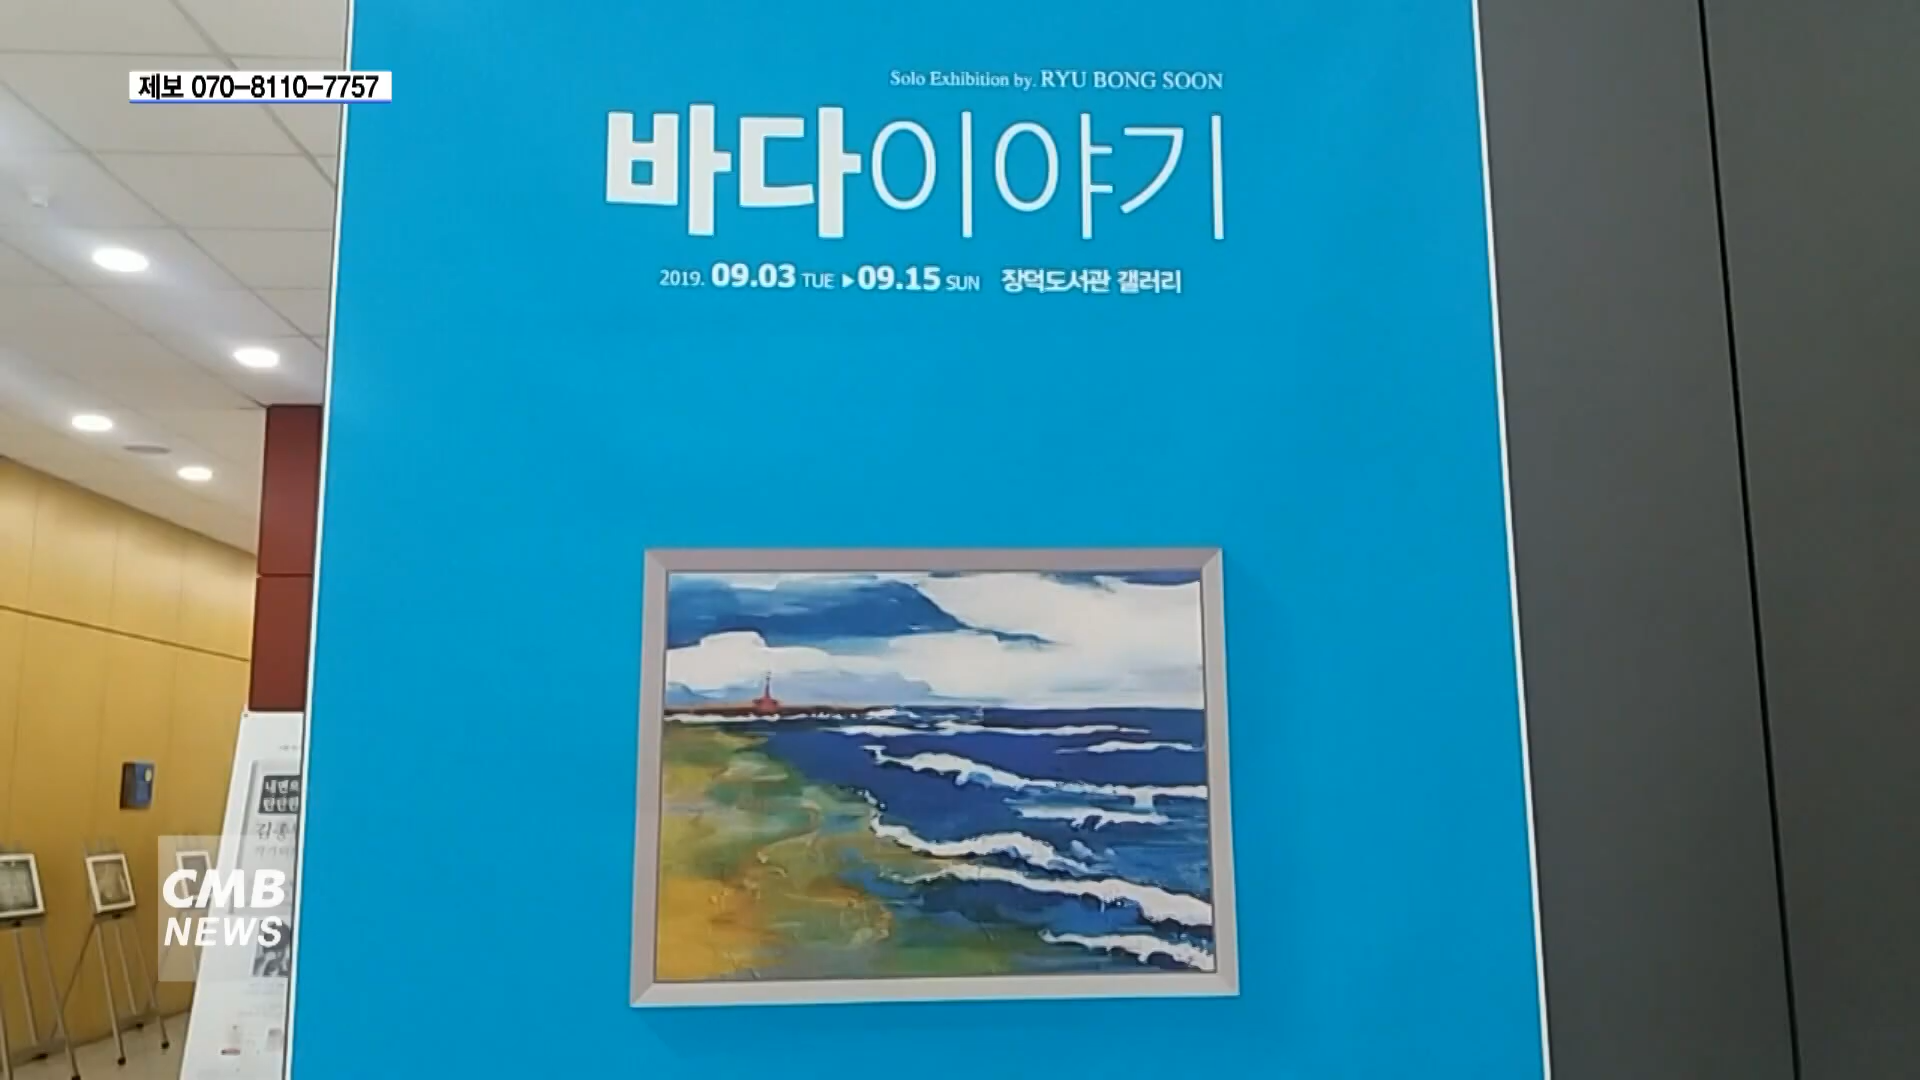 제보 070-8110-7757
Solo Exhibition by. RYU BONG SOON
바다이야기
2019. 09.03 TUE ▶09.15 SUN 장덕도서관 갤러리
CMB
NEWS